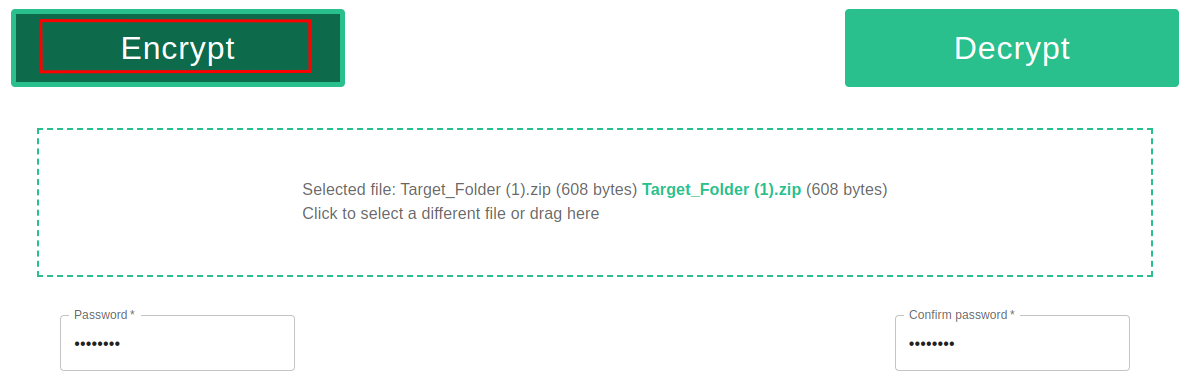 Encrypt
Decrypt
Selected file: Target_Folder (1).zip (608 bytes) Target_Folder (1).zip (608 bytes)
Click to select a different file or drag here
Password *
Confirm password *
••••••••
••••••••